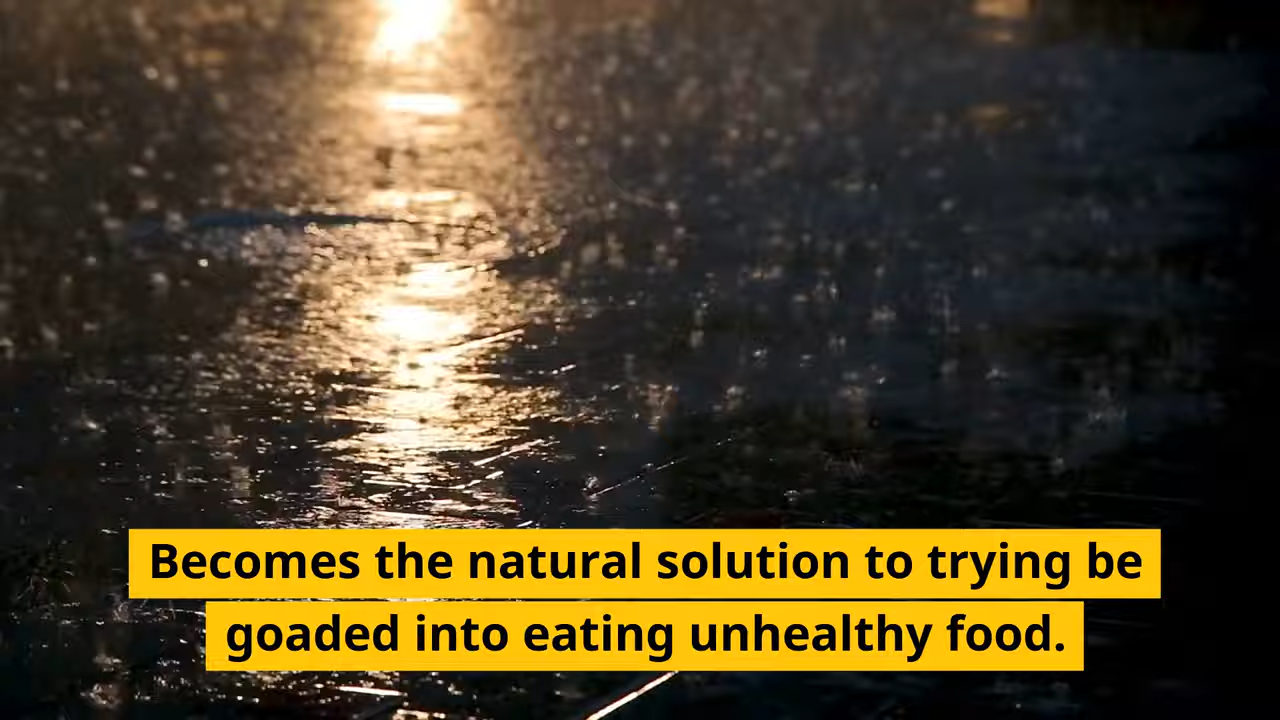 Becomes the natural solution to trying be
goaded into eating unhealthy food.